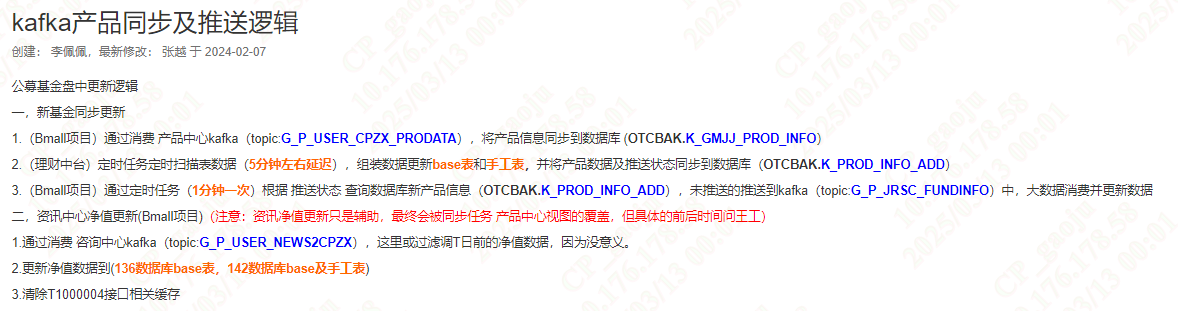 kafka产品同步及推送逻辑
创建： 李佩佩，最新修改： 张越 于 2024-02-07
公募基金盘中更新逻辑
一，新基金同步更新
1.（Bmall项目）通过消费 产品中心kafka（topic:G_P_USER_CPZX_PRODATA），将产品信息同步到数据库 (OTCBAK.K_GMJJ_PROD_INFO）
2.（理财中台）定时任务定时扫描表数据（5分钟左右延迟），组装数据更新base表和手工表，并将产品数据及推送状态同步到数据库（OTCBAK.K_PROD_INFO_ADD）
3.（Bmall项目）通过定时任务（1分钟一次）根据 推送状态 查询数据库新产品信息（OTCBAK.K_PROD_INFO_ADD），未推送的推送到kafka（topic:G_P_JRSC_FUNDINFO）中，大数据消费并更新数据
二，资讯中心净值更新(Bmall项目)（注意：资讯净值更新只是辅助，最终会被同步任务 产品中心视图的覆盖，但具体的前后时间问王工）
1.通过消费 咨询中心kafka（topic:G_P_USER_NEWS2CPZX），这里或过滤调T日前的净值数据，因为没意义。
2.更新净值数据到(136数据库base表，142数据库base及手工表)
3.清除T1000004接口相关缓存
CP_gaoju
10.176.178.58
2025/03/13 00:01